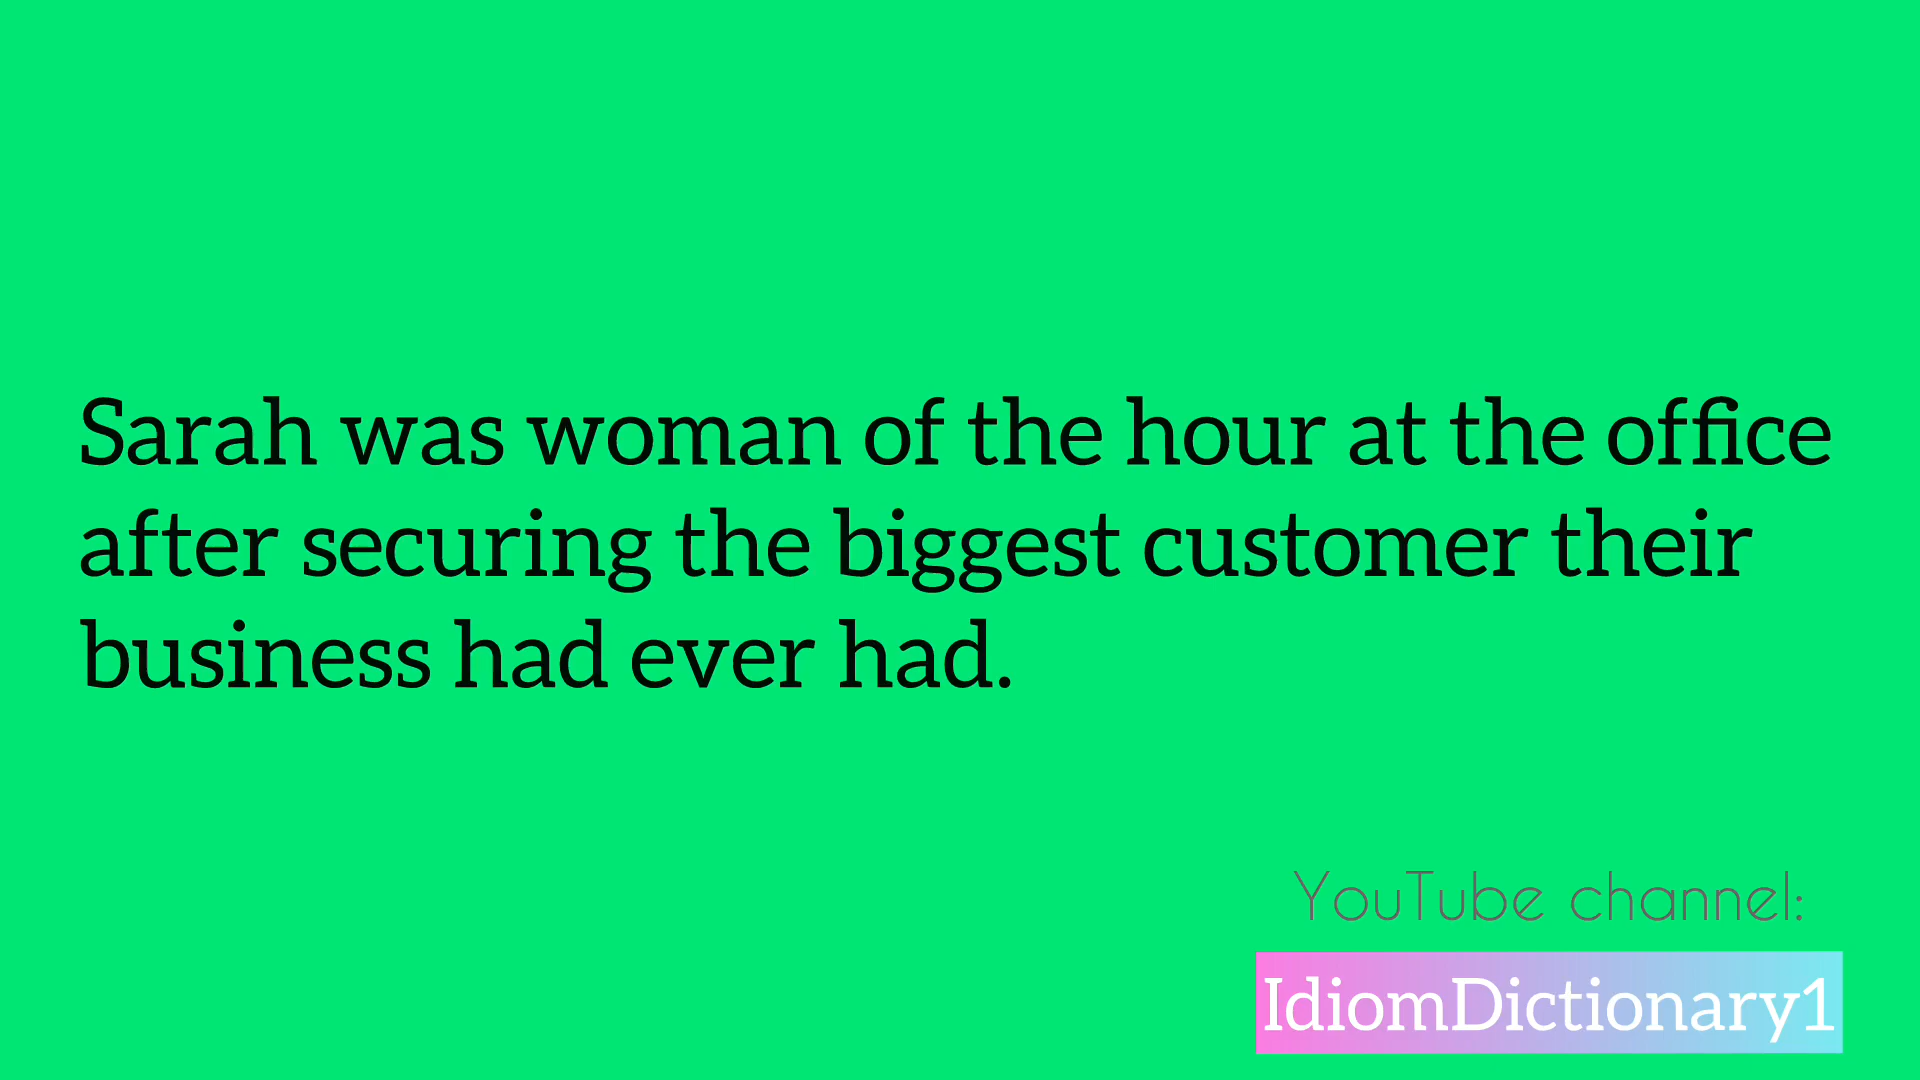 Sarah was woman of the hour at the office
after securing the biggest customer their
business had ever had.
YouTube channel:
IdiomDictionary1